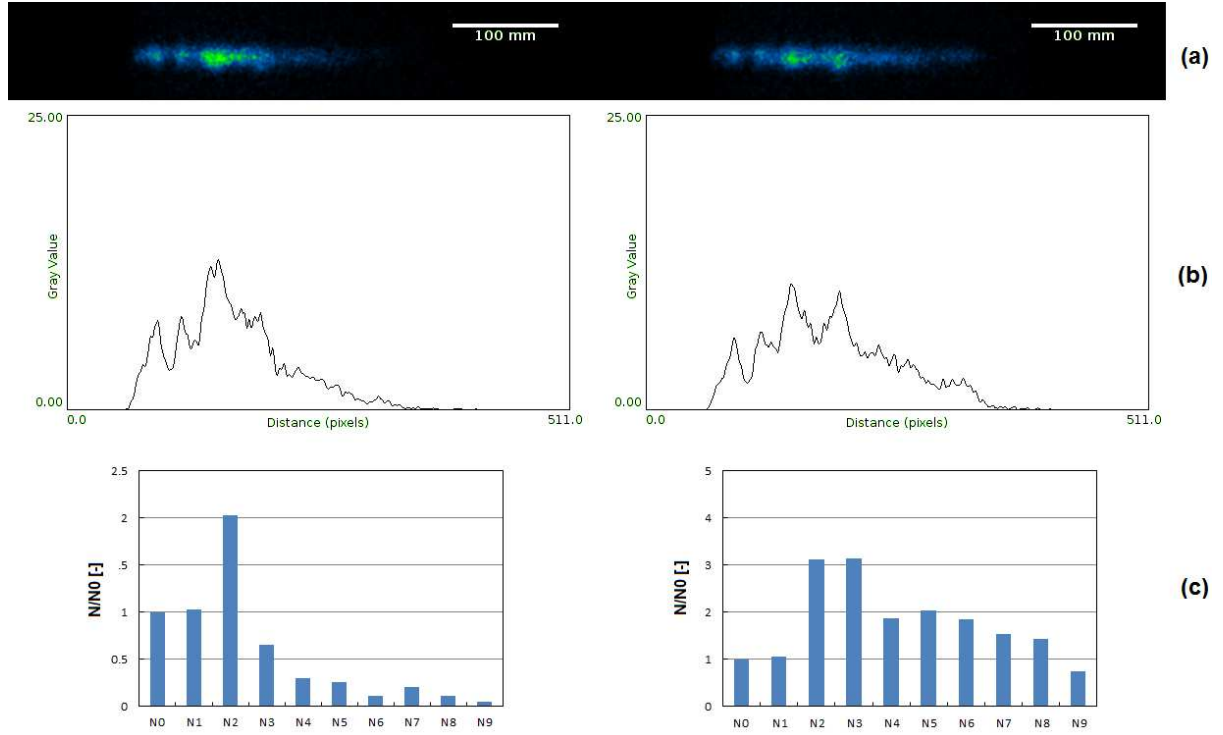 100 mm
100 mm
(a)
25.00
Gray Value
0.00
0.0
Distance (pixels)
511.0
25.00
Gray Value
0.00
0.0
Distance (pixels)
511.0
(b)
2.5
2
.5
1
0.5
0
N/N0 [-]
N0 N1 N2 N3 N4 N5 N6 N7 N8 N9
5
4
3
2
1
0
N/N0 [-]
N0 N1 N2 N3 N4 N5 N6 N7 N8 N9
(c)